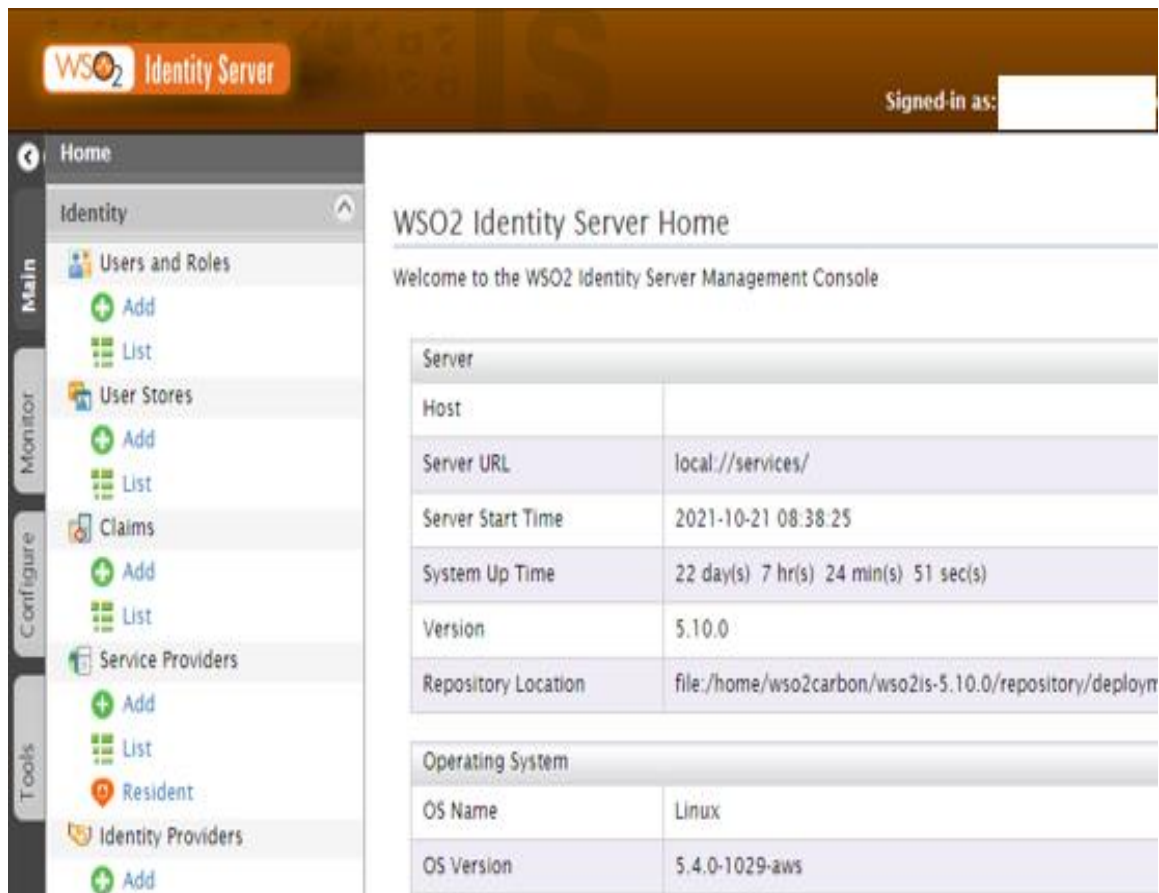 WSO2 Identity Server
Signed-in as:
Home
Identity
Users and Roles
Add
List
User Stores
Add
List
Claims
Add
List
Service Providers
Add
List
Resident
Identity Providers
Add
Main
Monitor
Configure
Tools
WSO2 Identity Server Home
Welcome to the WSO2 Identity Server Management Console
Server
Host
Server URL local://services/
Server Start Time 2021-10-21 08:38:25
System Up Time 22 day(s) 7 hr(s) 24 min(s) 51 sec(s)
Version 5.10.0
Repository Location file:/home/wso2carbon/wso2is-5.10.0/repository/deploym
Operating System
OS Name Linux
OS Version 5.4.0-1029-aws